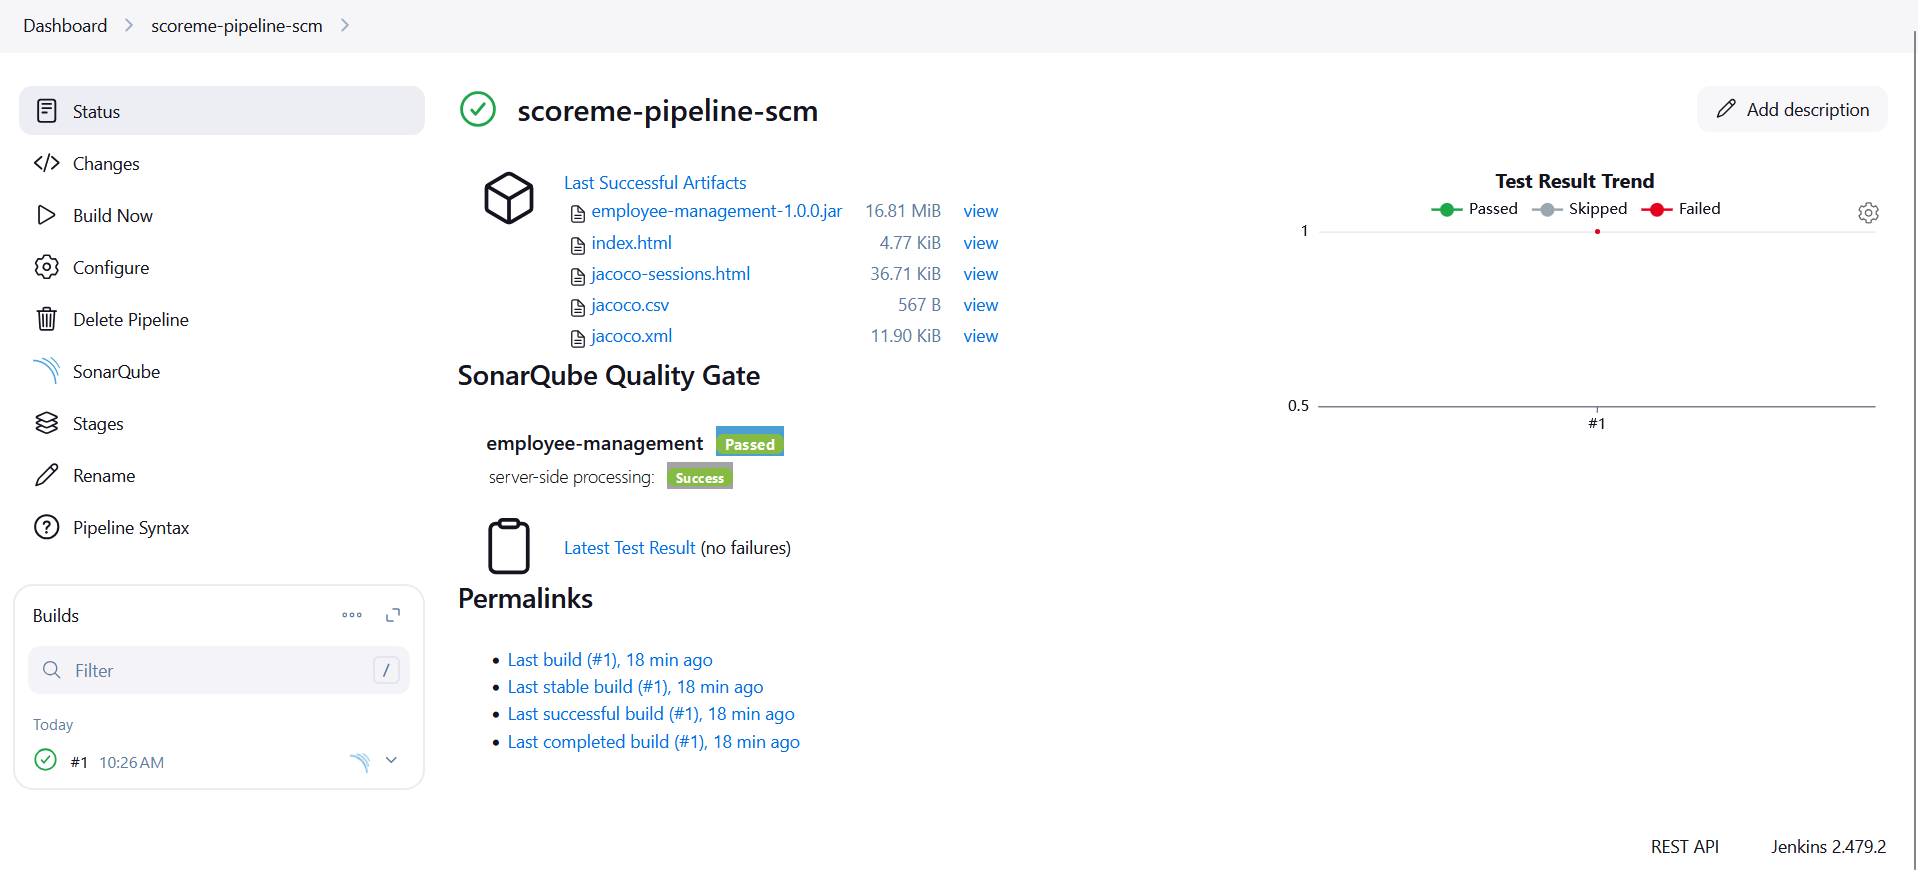 Dashboard
scoreme-pipeline-scm
Status
Changes
Build Now
Configure
Delete Pipeline
SonarQube
Stages
Rename
Pipeline Syntax
Builds
Filter
/
Today
#1 10:26 AM
scoreme-pipeline-scm
Add description
Last Successful Artifacts
employee-management-1.0.0.jar 16.81 MiB view
index.html 4.77 KiB view
jacoco-sessions.html 36.71 KiB view
jacoco.csv 567 B view
jacoco.xml 11.90 KiB view
SonarQube Quality Gate
employee-management Passed
server-side processing: Success
Latest Test Result (no failures)
Permalinks
Last build (#1), 18 min ago
Last stable build (#1), 18 min ago
Last successful build (#1), 18 min ago
Last completed build (#1), 18 min ago
Test Result Trend
Passed Skipped Failed
1
0.5
#1
REST API Jenkins 2.479.2